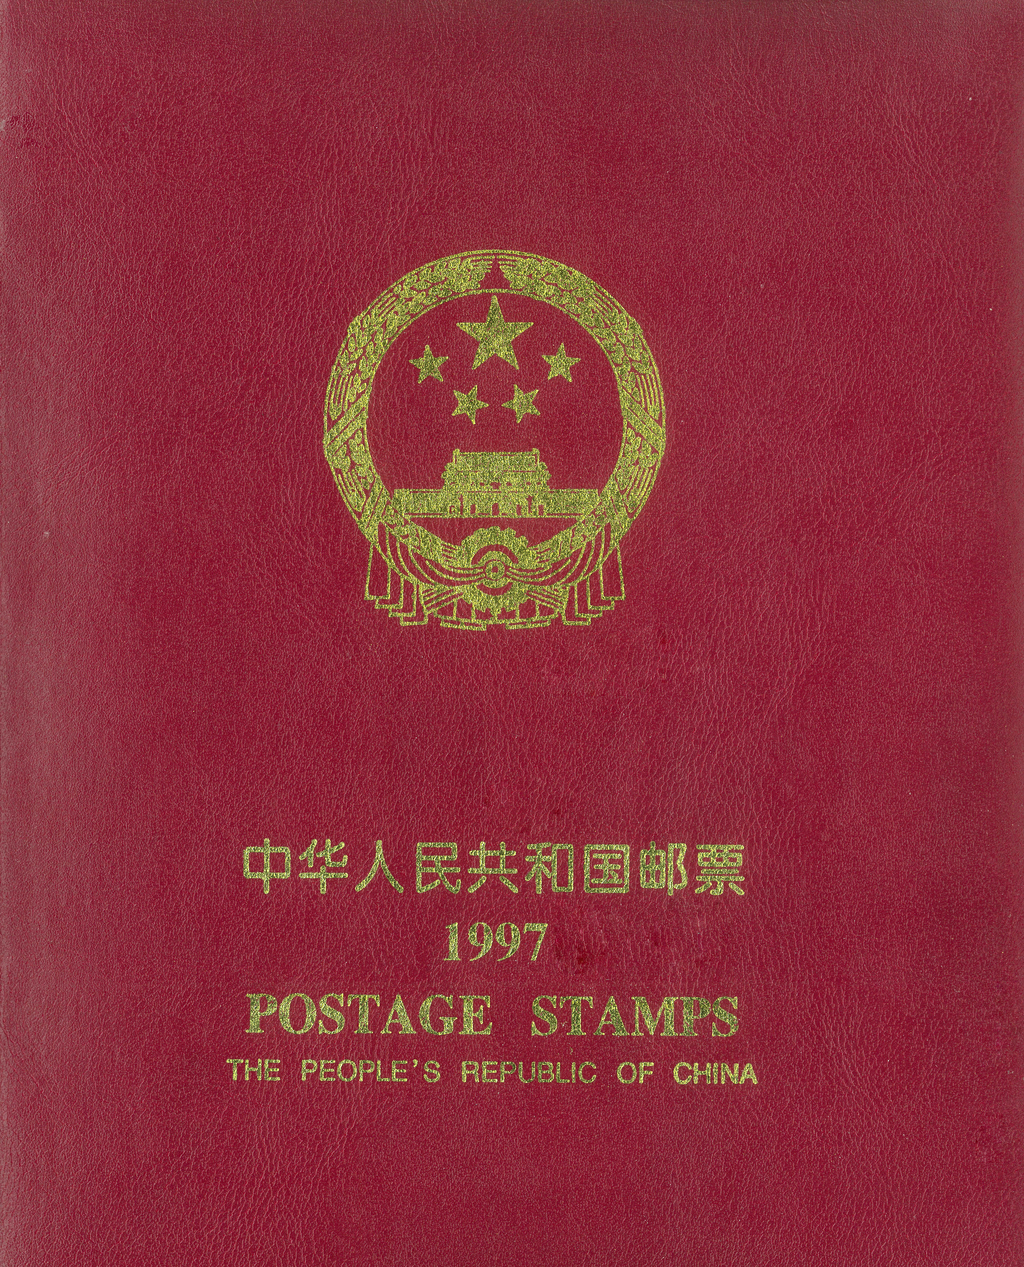 中华人民共和国邮票
1997
POSTAGE STAMPS
THE PEOPLE'S REPUBLIC OF CHINA